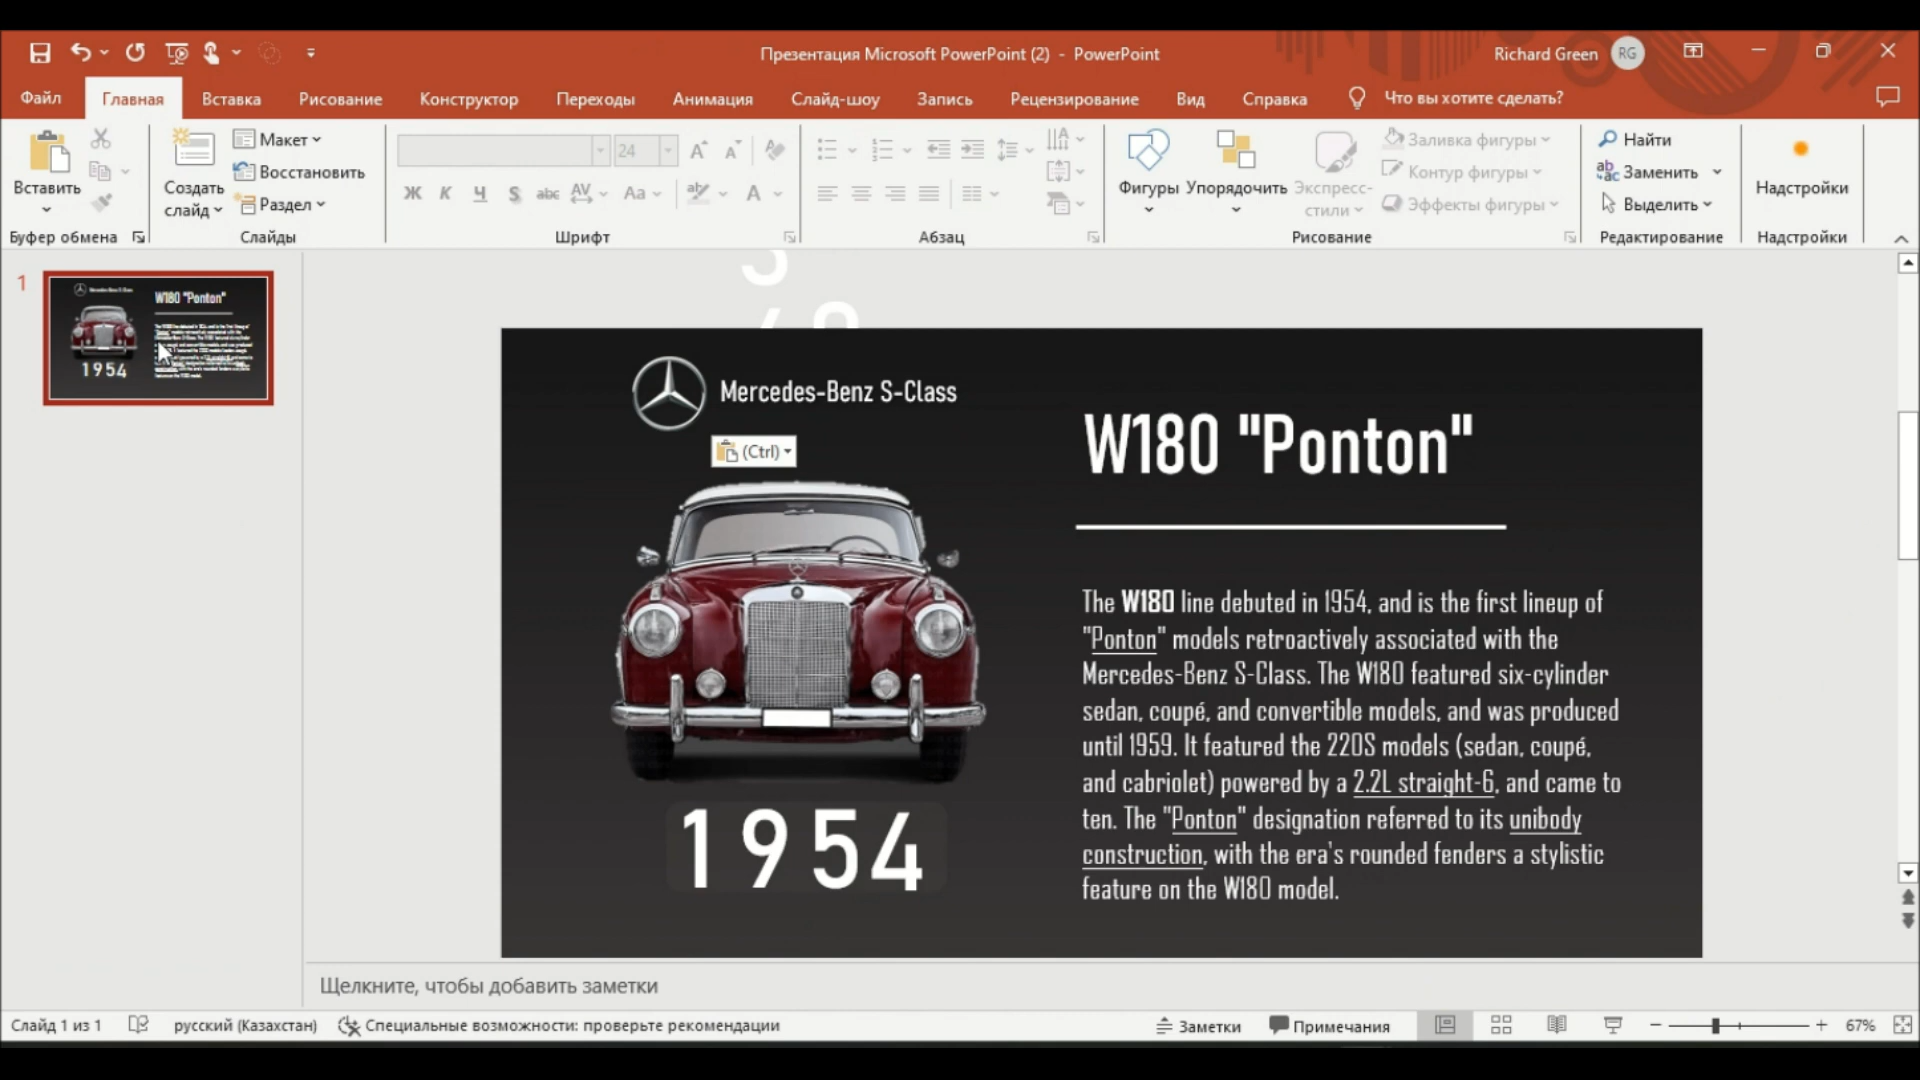 Презентация Microsoft PowerPoint (2) - PowerPoint
Richard Green RG
Файл Главная Вставка Рисование Конструктор Переходы Анимация Слайд-шоу Запись Рецензирование Вид Справка Что вы хотите сделать?
Вставить
Буфер обмена
Создать слайд
Макет
Восстановить
Раздел
Слайды
24
Ж К Ч S abc AV Aa A
Шрифт
Абзац
Фигуры
Упорядочить
Экспресс-стили
Заливка фигуры
Контур фигуры
Эффекты фигуры
Рисование
Найти
Заменить
Выделить
Редактирование
Надстройки
Надстройки
1
W180 "Ponton"
1954
Mercedes-Benz S-Class
(Ctrl)
1954
W180 "Ponton"
The W180 line debuted in 1954, and is the first lineup of
"Ponton" models retroactively associated with the
Mercedes-Benz S-Class. The W180 featured six-cylinder
sedan, coupé, and convertible models, and was produced
until 1959. It featured the 220S models (sedan, coupé,
and cabriolet) powered by a 2.2L straight-6, and came to
ten. The "Ponton" designation referred to its unibody
construction, with the era's rounded fenders a stylistic
feature on the W180 model.
Щелкните, чтобы добавить заметки
Слайд 1 из 1 русский (Казахстан) Специальные возможности: проверьте рекомендации Заметки Примечания 67%